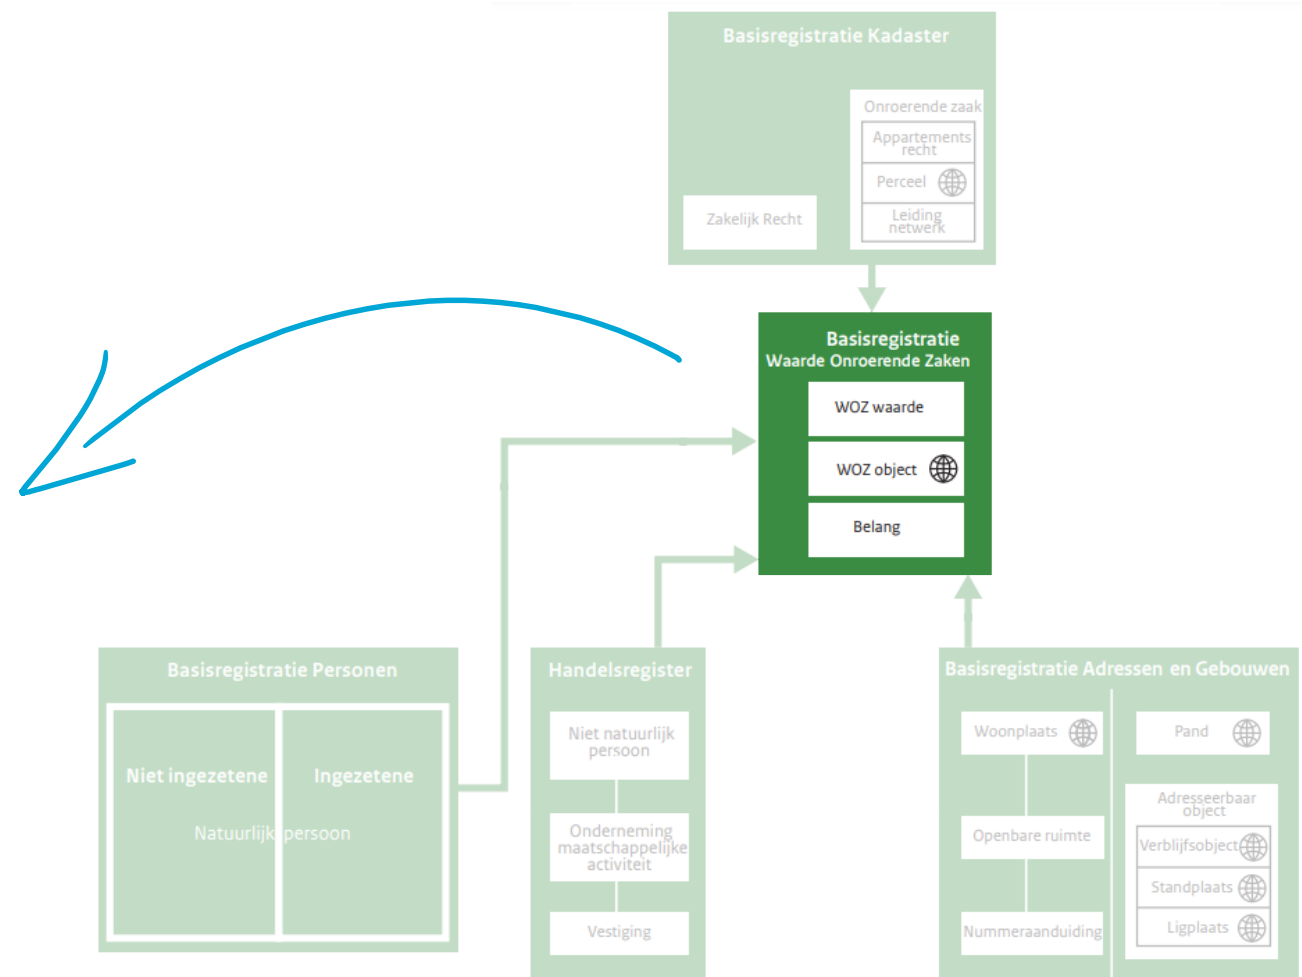 Basisregistratie Kadaster
Onroerende zaak
Appartements
recht
Perceel
Leiding
netwerk
Zakelijk Recht
Basisregistratie
Waarde Onroerende Zaken
WOZ waarde
WOZ object
Belang
Basisregistratie Personen
Niet ingezetene
Ingezetene
Natuurlijk persoon
Handelsregister
Niet natuurlijk
persoon
Onderneming
maatschappelijke
activiteit
Vestiging
Basisregistratie Adressen en Gebouwen
Woonplaats
Openbare ruimte
Nummeraanduiding
Pand
Adresseerbaar
object
Verblijfsobject
Standplaats
Ligplaats